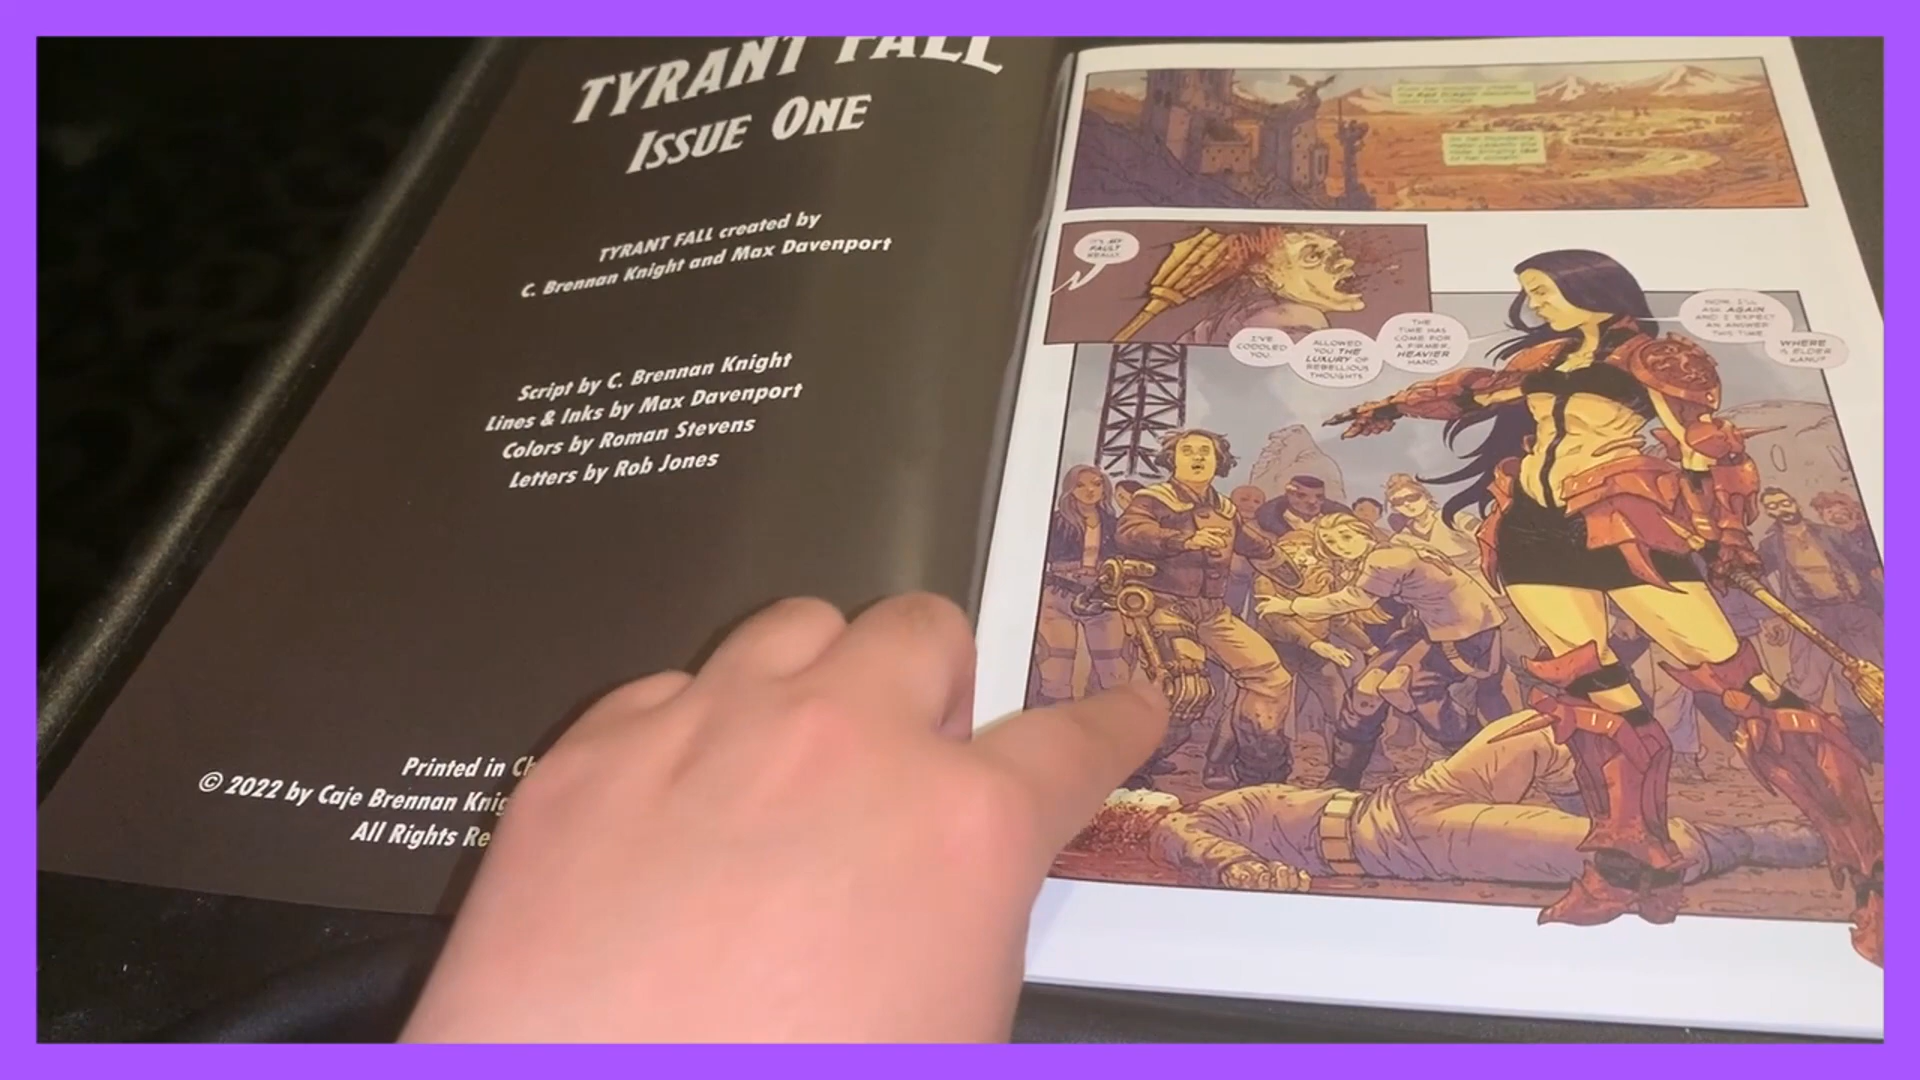 TYRANT FALL
ISSUE ONE
TYRANT FALL created by
C. Brennan Knight and Max Davenport
Script by C. Brennan Knight
Lines & Inks by Max Davenport
Colors by Roman Stevens
Letters by Rob Jones
Printed in
© 2022 by Caje Brennan
All Rights
IT'S MY
FAULT
REALLY.
I'VE
CODDLED
YOU.
ALLOWED
YOU THE
LUXURY OF
REBELLIOUS
THOUGHTS.
THE
TIME HAS
COME FOR
A FIRMER,
HEAVIER
HAND.
NOW, I'LL
ASK AGAIN
AND I EXPECT
AN ANSWER
THIS TIME.
WHERE
IS ELDER
KANU?